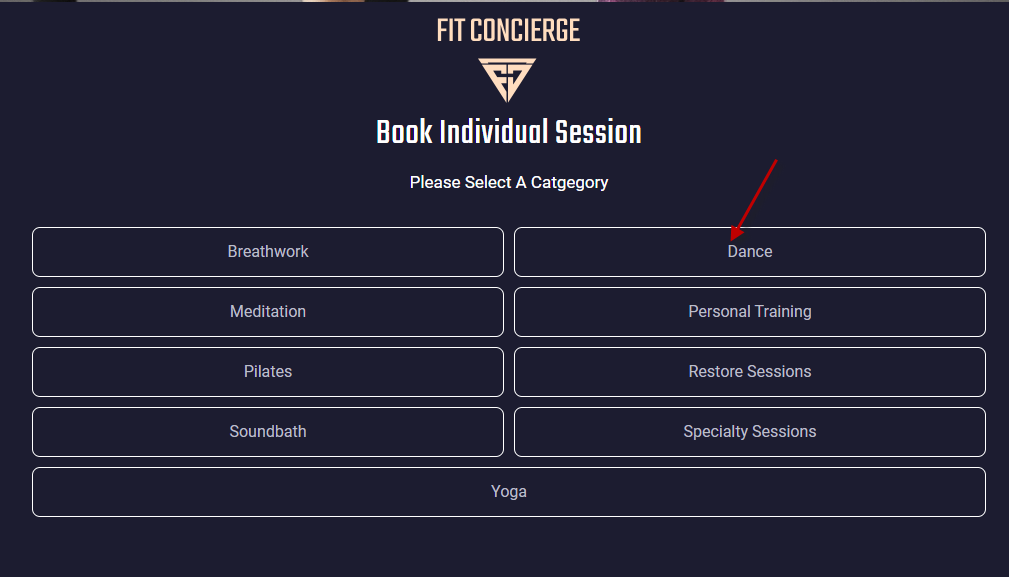 FIT CONCIERGE
Book Individual Session
Please Select A Catgegory
Breathwork
Dance
Meditation
Personal Training
Pilates
Restore Sessions
Soundbath
Specialty Sessions
Yoga